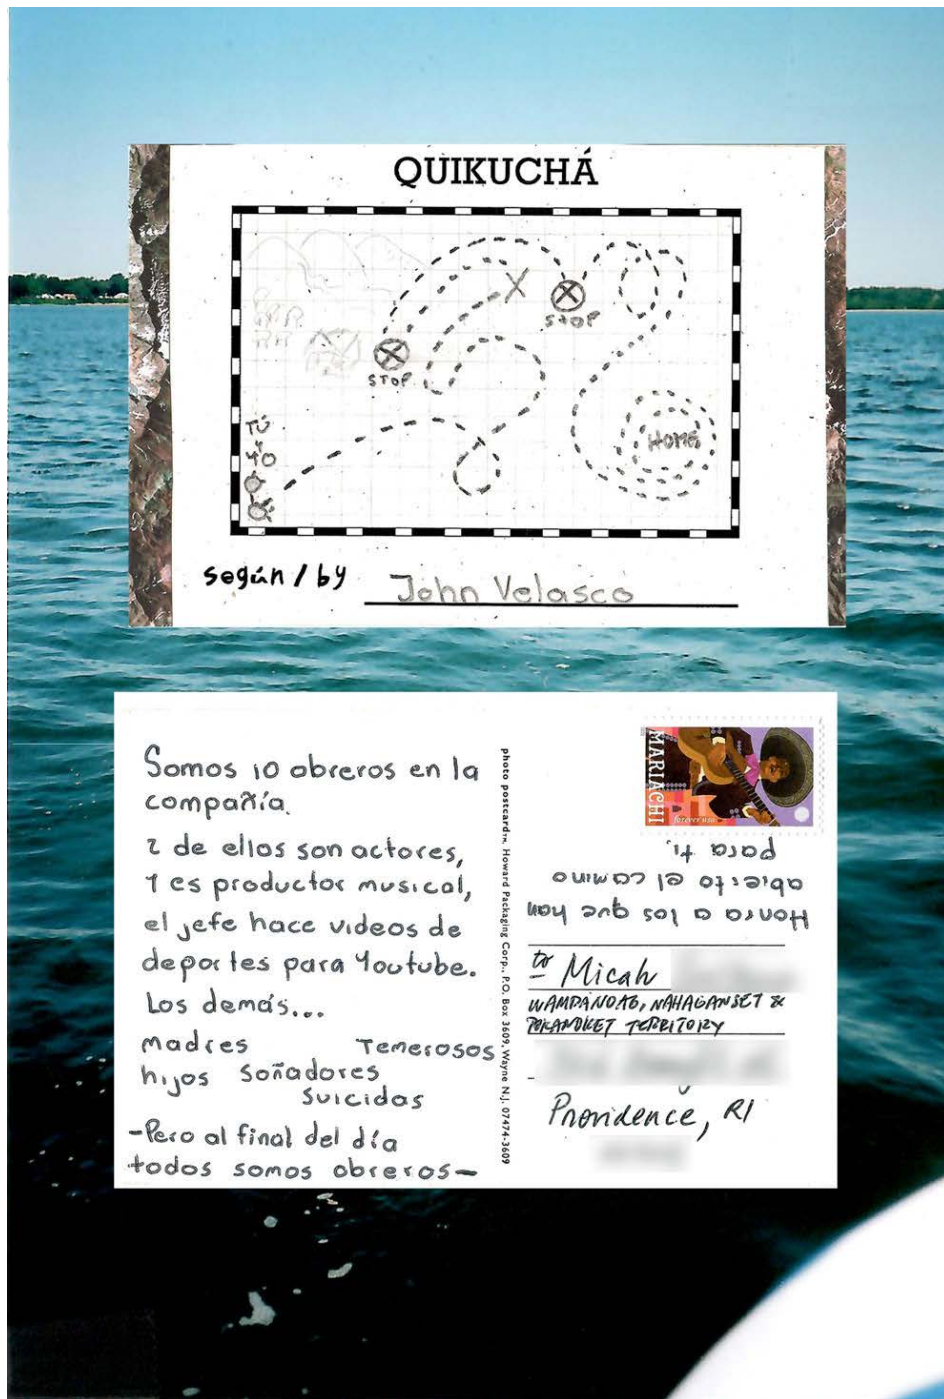 QUIKUCHÁ
STOP
STOP
TÚ
Y
YO
HOME
según / by John Velasco
Somos 10 obreros en la
compañía.
2 de ellos son actores,
1 es productor musical,
el jefe hace videos de
deportes para Youtube.
Los demás...
madres Temerosos
hijos Soñadores
Suicidas
-Pero al final del día
todos somos obreros-
photo postcard™, Howard Packaging Corp., P.O. Box 3609, Wayne N.J. 07474-3609
MARIACHI
forever usa
Honra a los que han
abierto el camino
para ti.
to Micah
WAMPANOAG, NAHAGANSET &
POKANOKET TERRITORY
Providence, RI